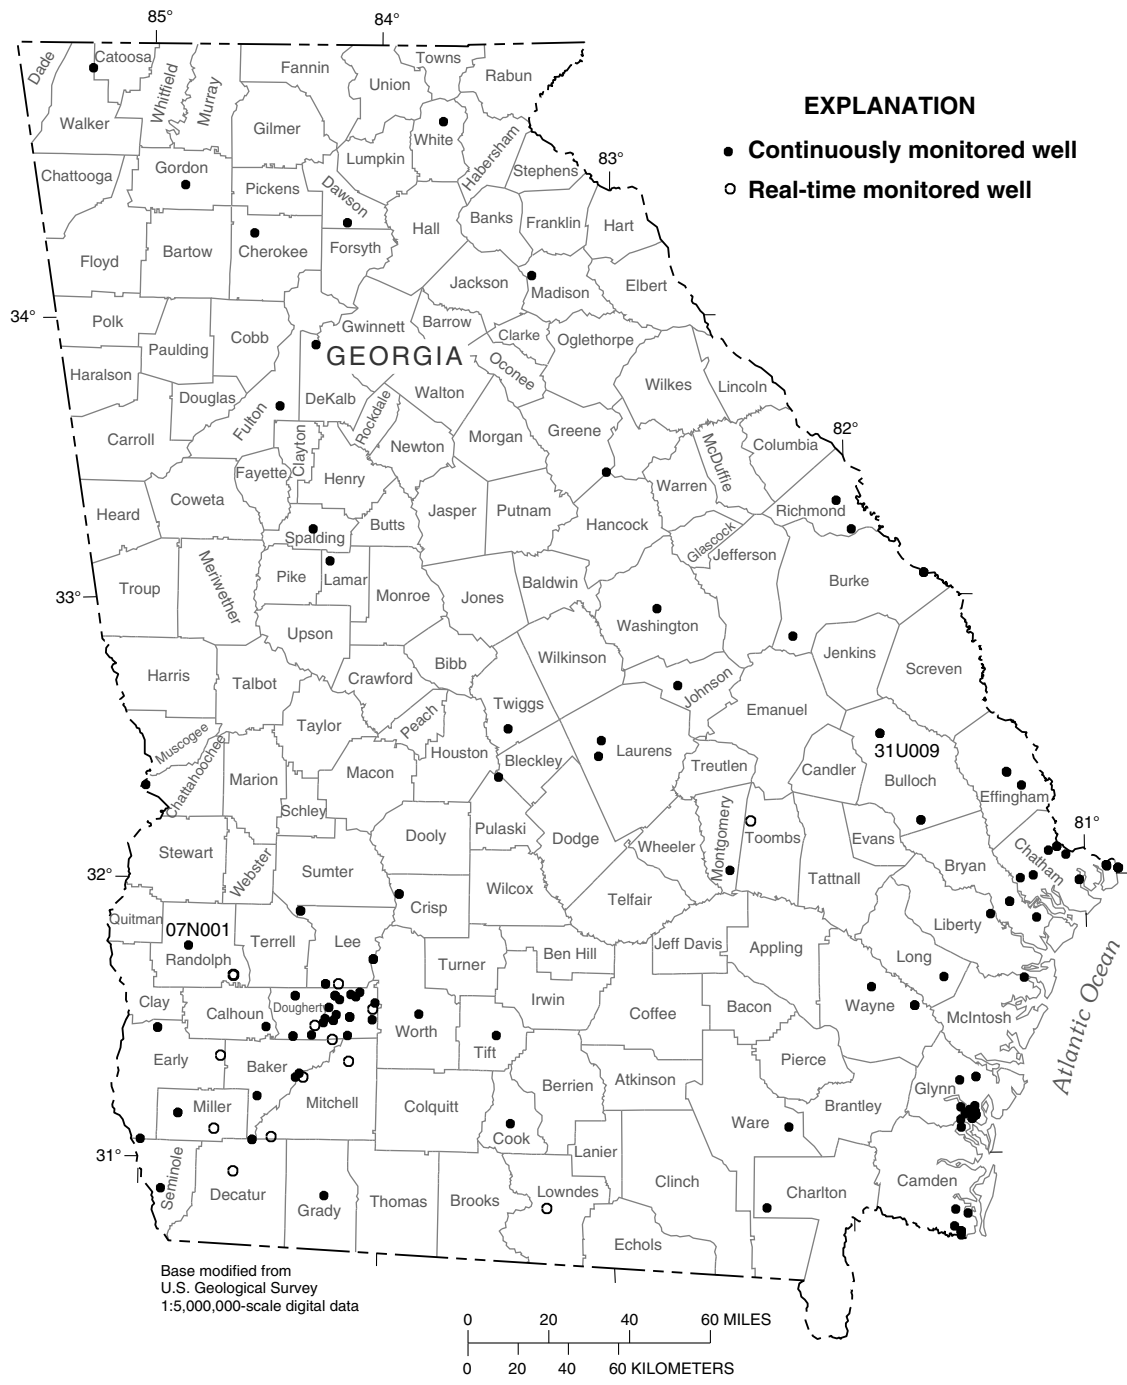 85°
84°
Dade
Catoosa
Whitfield
Murray
Fannin
Towns
Union
Rabun
Walker
Gilmer
White
Habersham
Lumpkin
83°
EXPLANATION
Continuously monitored well
Real-time monitored well
Chattooga
Gordon
Pickens
Dawson
Stephens
Banks
Franklin
Hart
Hall
Floyd
Bartow
Cherokee
Forsyth
Jackson
Madison
Elbert
34°
Polk
Paulding
Cobb
Gwinnett
Barrow
Clarke
Oglethorpe
GEORGIA
Oconee
Haralson
Douglas
Fulton
DeKalb
Rockdale
Walton
Wilkes
Lincoln
Carroll
Clayton
Newton
Morgan
Greene
McDuffie
Columbia
82°
Fayette
Henry
Warren
Heard
Coweta
Spalding
Butts
Jasper
Putnam
Hancock
Glascock
Richmond
Jefferson
33°
Troup
Meriwether
Pike
Lamar
Monroe
Jones
Baldwin
Washington
Burke
Upson
Harris
Talbot
Crawford
Bibb
Wilkinson
Johnson
Jenkins
Screven
Muscogee
Chattahoochee
Taylor
Peach
Twiggs
Emanuel
Marion
Schley
Macon
Houston
Bleckley
Laurens
Treutlen
Candler
31U009
Bulloch
Effingham
Stewart
Webster
Sumter
Dooly
Pulaski
Dodge
Wheeler
Montgomery
Toombs
Evans
Tattnall
Bryan
Chatham
81°
32°
Quitman
07N001
Randolph
Terrell
Lee
Crisp
Wilcox
Telfair
Jeff Davis
Appling
Liberty
Long
Clay
Calhoun
Dougherty
Turner
Ben Hill
Irwin
Worth
Tift
Coffee
Bacon
Wayne
McIntosh
Atlantic Ocean
Early
Baker
Mitchell
Miller
Colquitt
Berrien
Atkinson
Pierce
Brantley
Glynn
Cook
Lanier
Ware
31°
Seminole
Decatur
Grady
Thomas
Brooks
Lowndes
Clinch
Echols
Charlton
Camden
Base modified from
U.S. Geological Survey
1:5,000,000-scale digital data
0 20 40 60 MILES
0 20 40 60 KILOMETERS